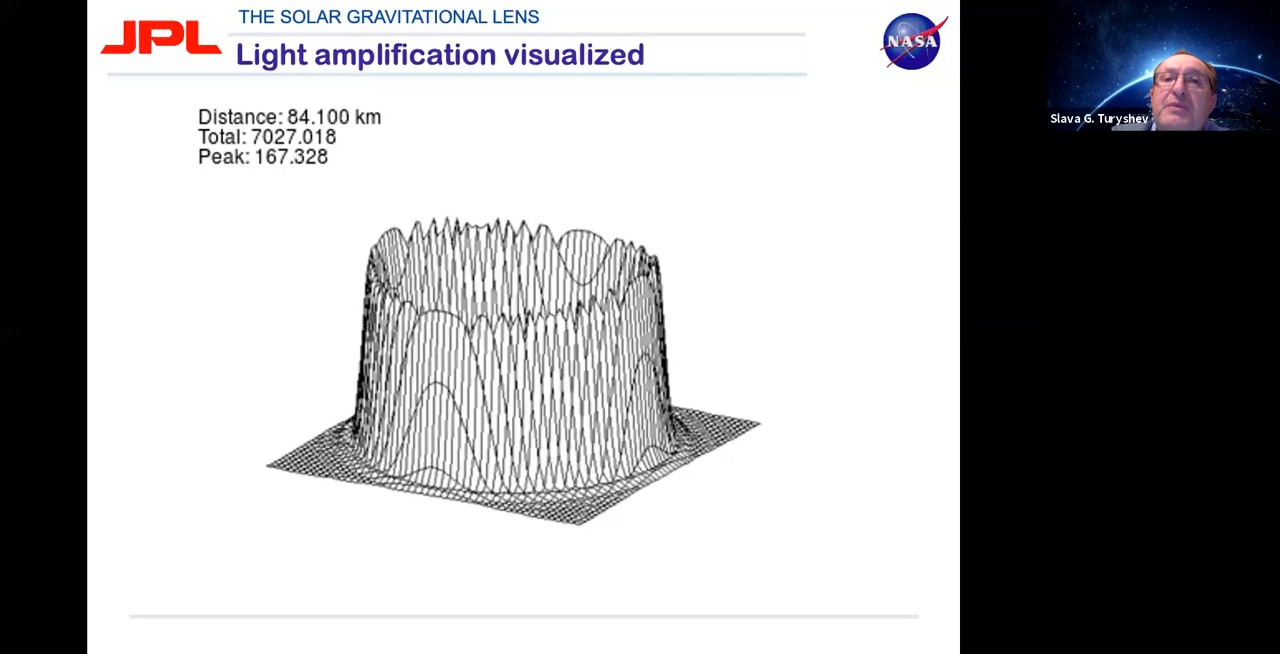 JPL
THE SOLAR GRAVITATIONAL LENS
Light amplification visualized
NASA
Distance: 84.100 km
Total: 7027.018
Peak: 167.328
Slava G. Turyshev